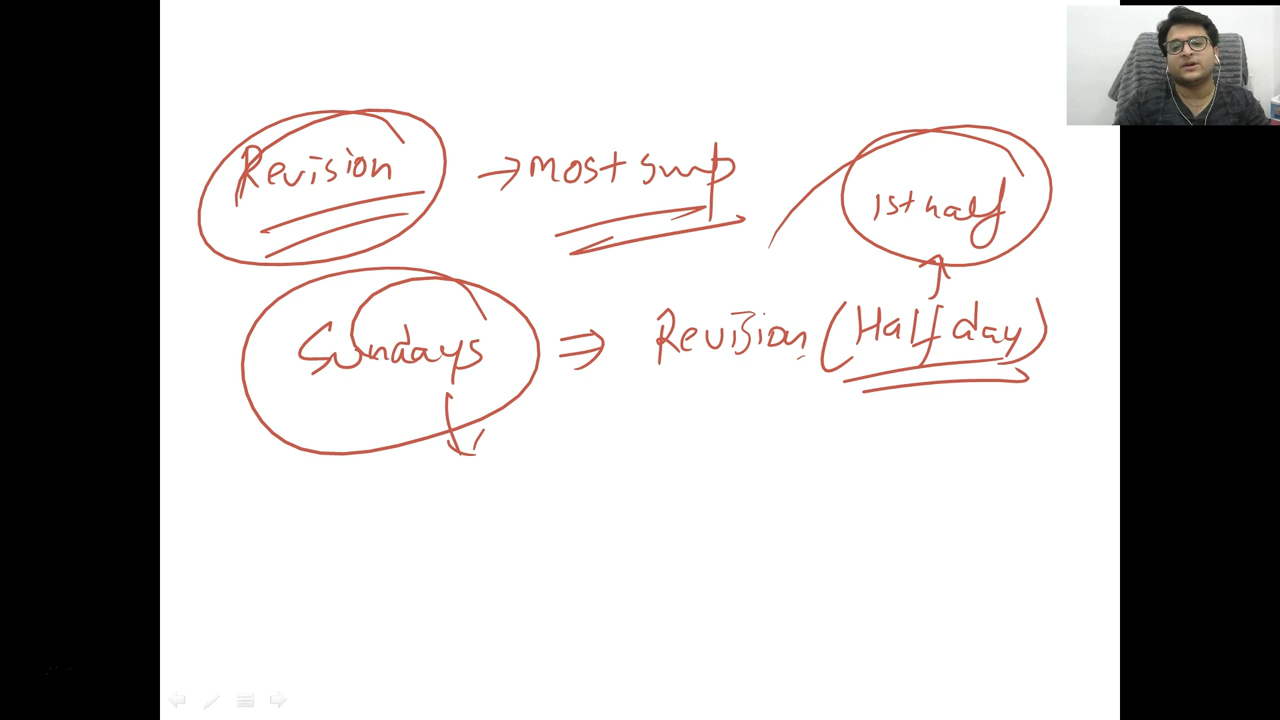 Revision → most imp
1st half
Sundays ⇒ Revision (Half day)